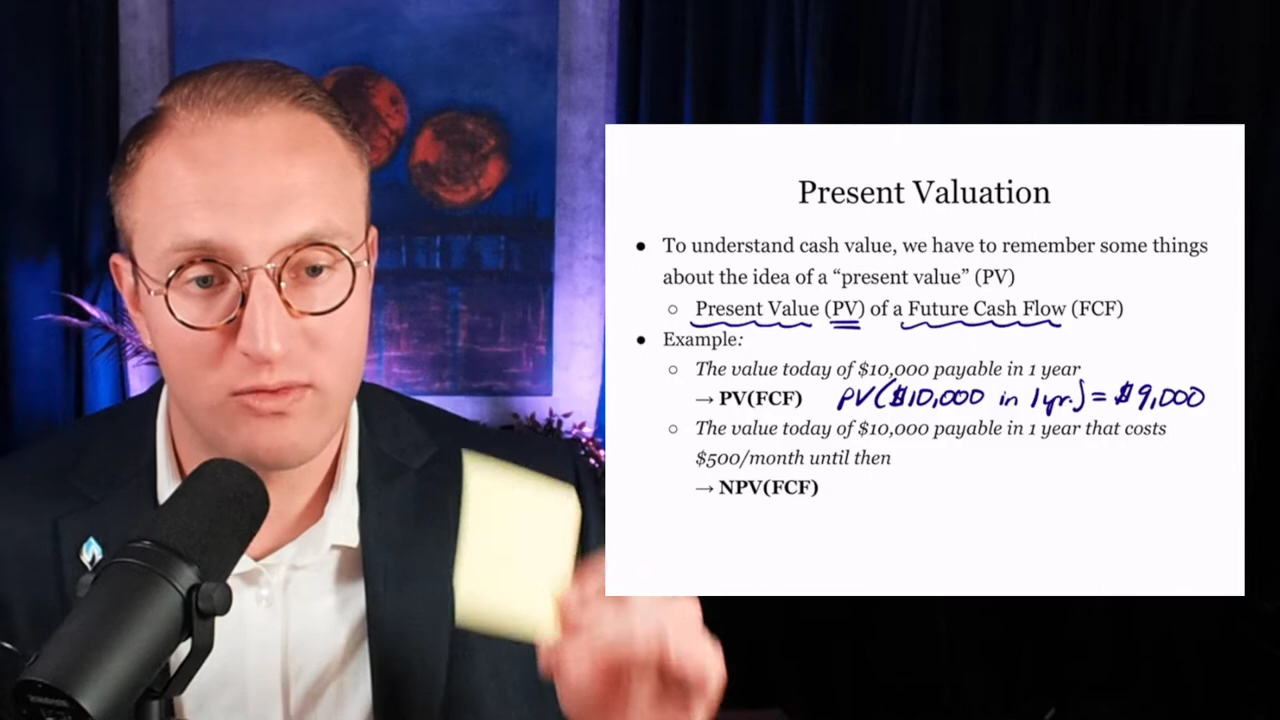 Present Valuation
● To understand cash value, we have to remember some things
about the idea of a “present value” (PV)
○ Present Value (PV) of a Future Cash Flow (FCF)
● Example:
○ The value today of $10,000 payable in 1 year
→ PV(FCF) PV($10,000 in 1yr.) = $9,000
○ The value today of $10,000 payable in 1 year that costs
$500/month until then
→ NPV(FCF)